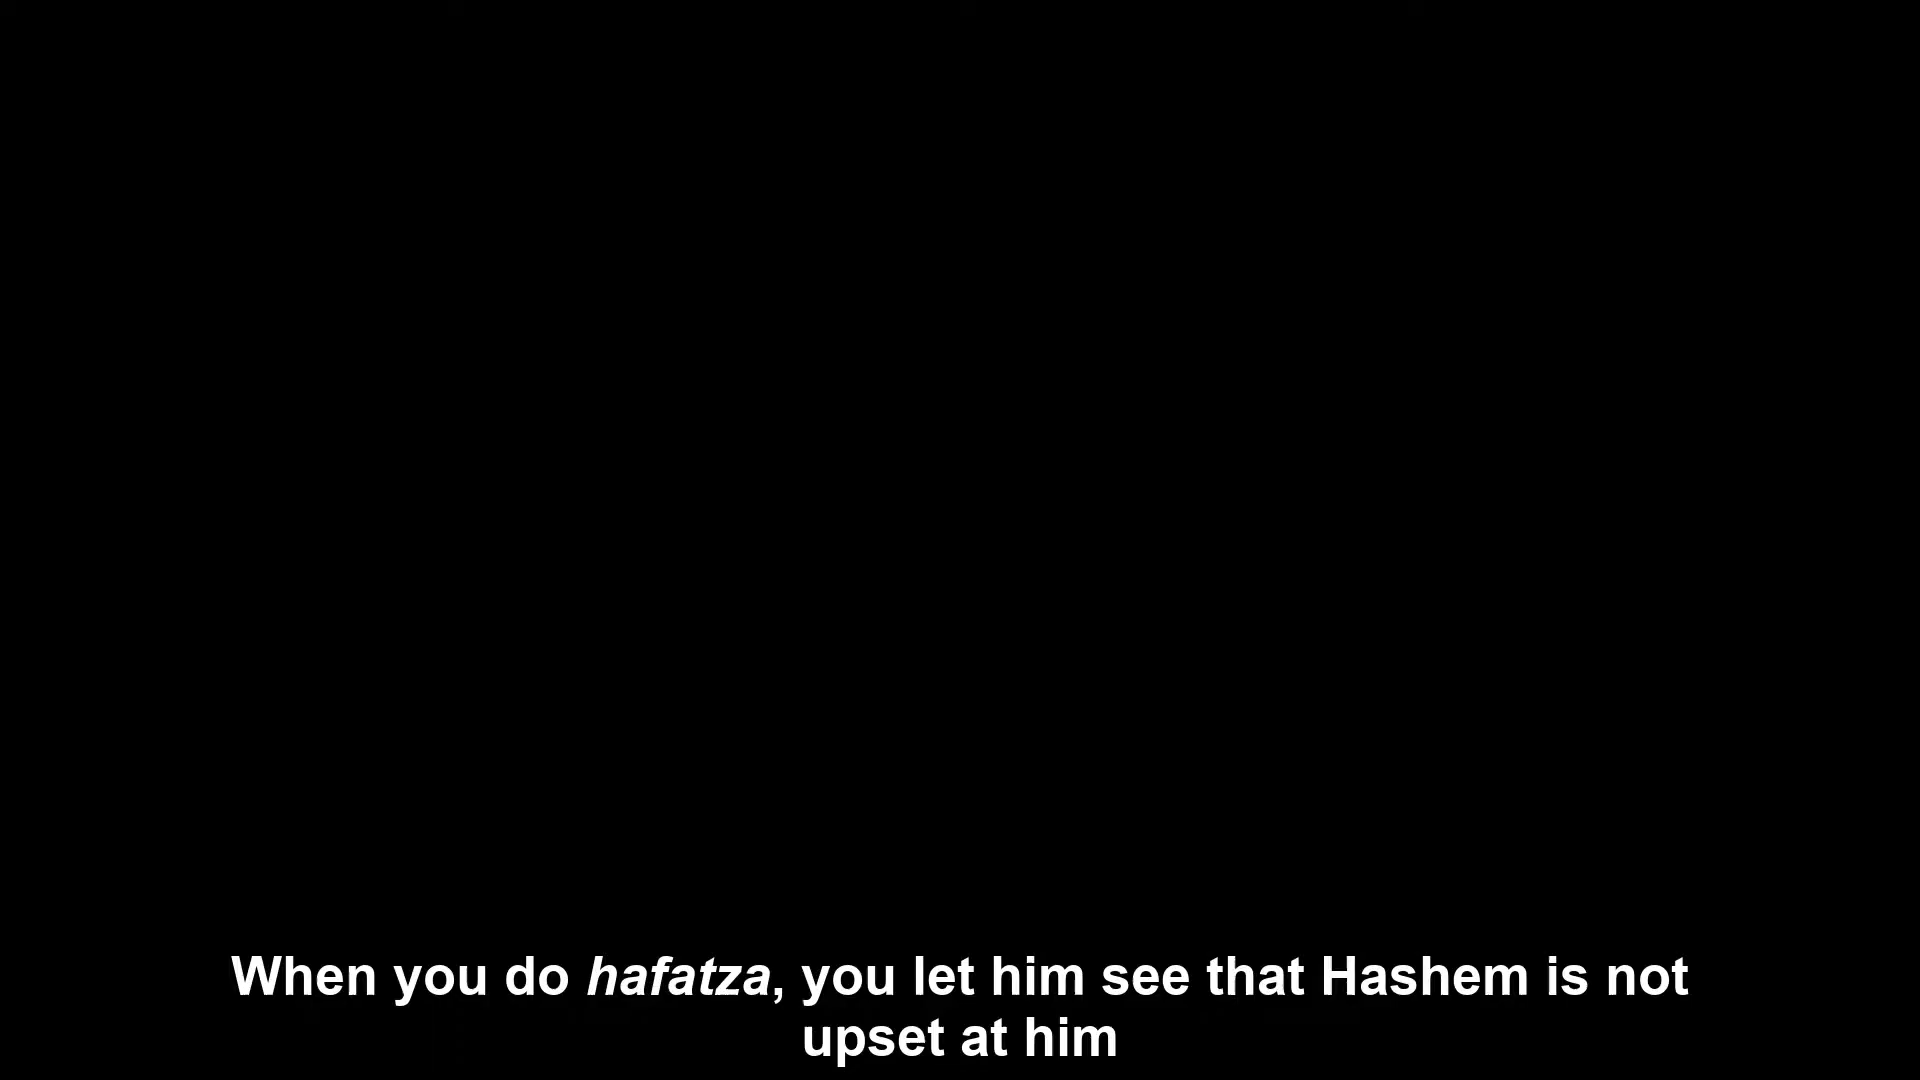 When you do hafatza, you let him see that Hashem is not
upset at him